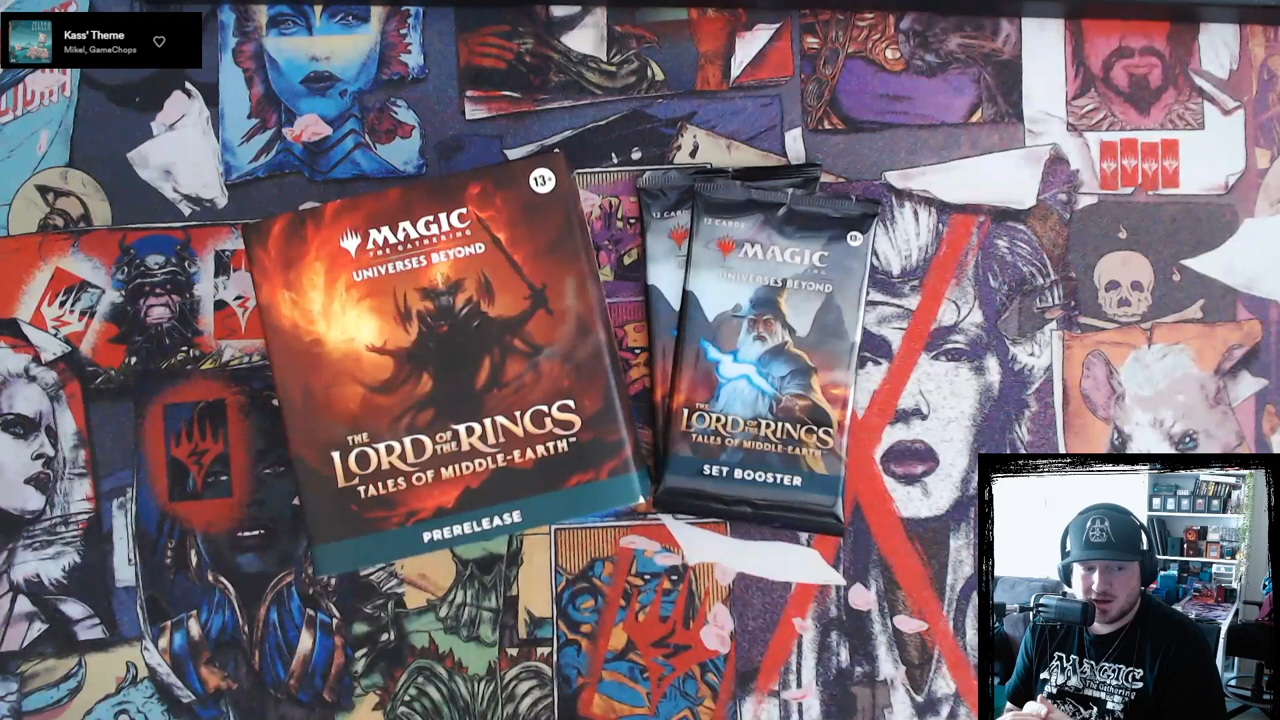 Kass' Theme
Mikel, GameChops
13+
MAGIC
THE GATHERING
UNIVERSES BEYOND
THE
LORD OF THE RINGS
TALES OF MIDDLE-EARTH™
PRERELEASE
12 CARDS
12 CARDS
13+
MAGIC
UNIVERSES BEYOND
THE
LORD OF THE RINGS
TALES OF MIDDLE-EARTH
SET BOOSTER
MAGIC
The Gathering